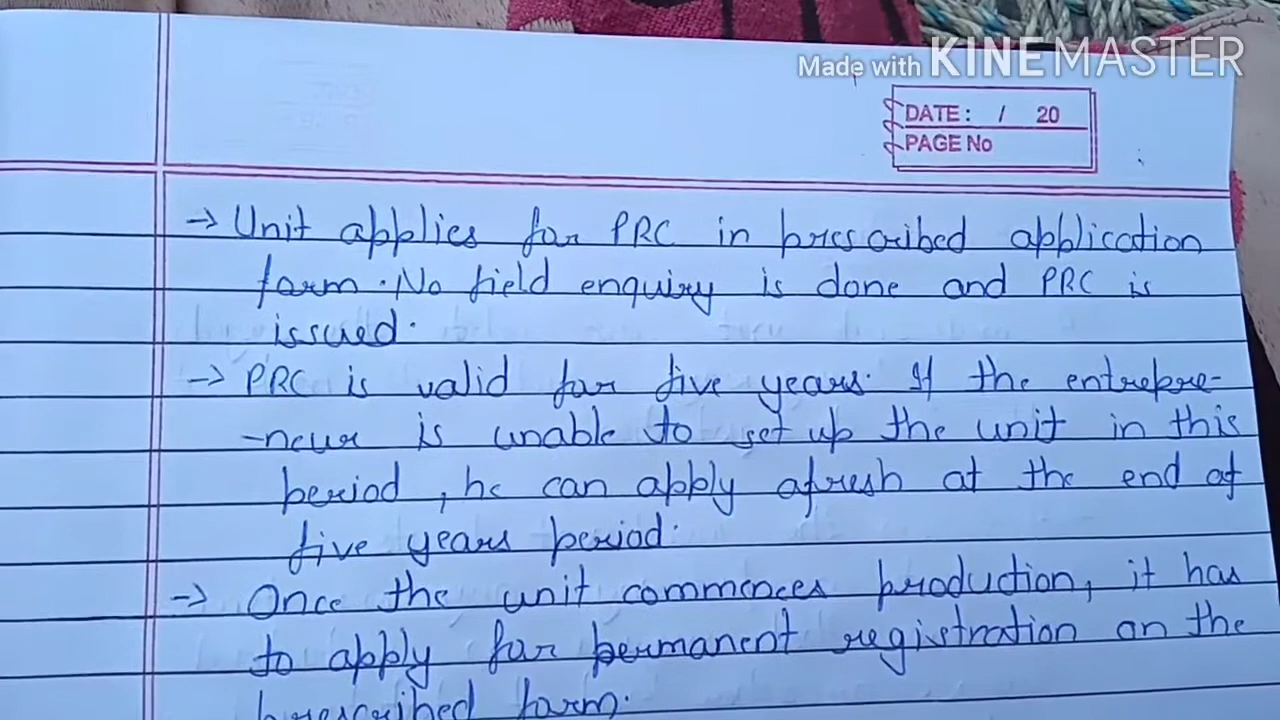 Made with KINEMASTER
DATE: / 20
PAGE No
→ Unit applies for PRC in prescribed application
form. No field enquiry is done and PRC is
issued.
→ PRC is valid for five years. If the entrepre-
-neur is unable to set up the unit in this
period, he can apply afresh at the end of
five years period.
→ Once the unit commences production, it has
to apply for permanent registration on the
prescribed form.